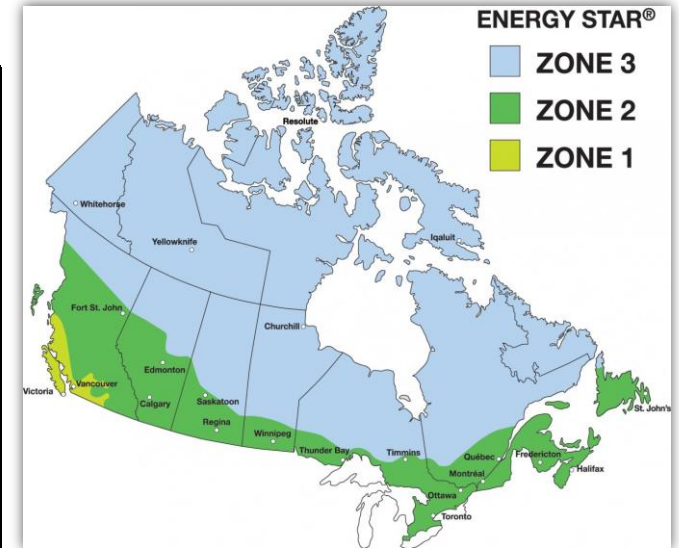 ENERGY STAR®
ZONE 3
ZONE 2
ZONE 1
Resolute
Whitehorse
Yellowknife
Iqaluit
Fort St. John
Churchill
Edmonton
Vancouver
Victoria
Calgary
Saskatoon
Regina
Winnipeg
Thunder Bay
Timmins
Québec
Fredericton
St. John's
Montréal
Halifax
Ottawa
Toronto